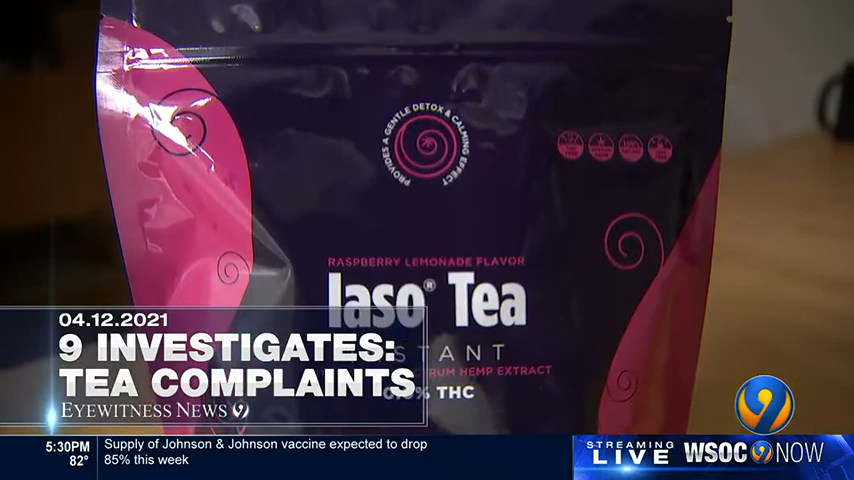 PROVIDES A GENTLE DETOX & CALMING EFFECT
RASPBERRY LEMONADE FLAVOR
Iaso® Tea
STANT
RUM HEMP EXTRACT
% THC
04.12.2021
9 INVESTIGATES:
TEA COMPLAINTS
EYEWITNESS NEWS 9
5:30PM
82°
Supply of Johnson & Johnson vaccine expected to drop
85% this week
STREAMING
LIVE
WSOC 9 NOW
9